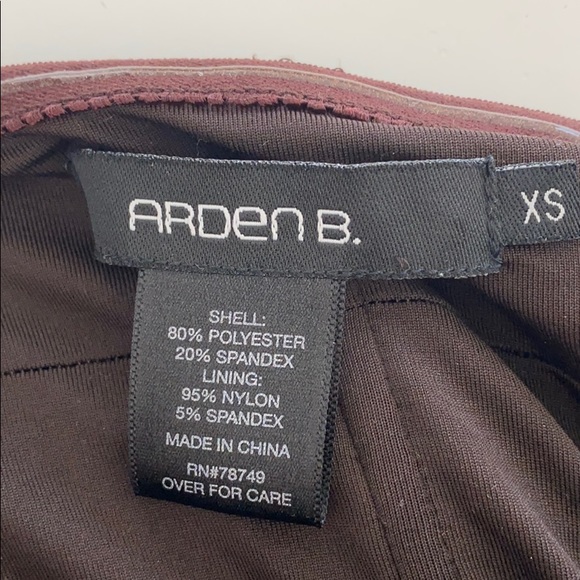 ARDEN B.
XS
SHELL:
80% POLYESTER
20% SPANDEX
LINING:
95% NYLON
5% SPANDEX
MADE IN CHINA
RN#78749
OVER FOR CARE